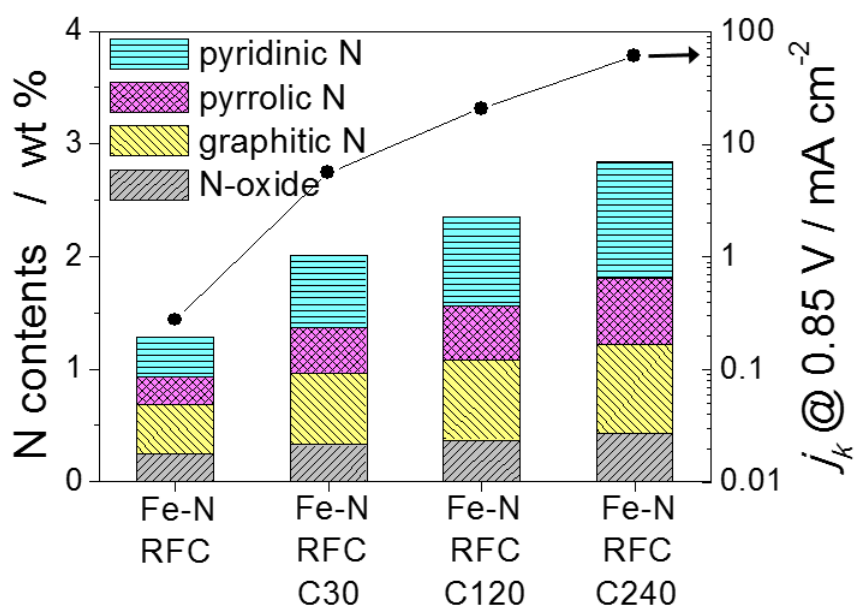 N contents / wt %
4
3
2
1
0
pyridinic N
pyrrolic N
graphitic N
N-oxide
100
10
1
0.1
0.01
j_k @ 0.85 V / mA cm⁻²
Fe-N
RFC
Fe-N
RFC
C30
Fe-N
RFC
C120
Fe-N
RFC
C240